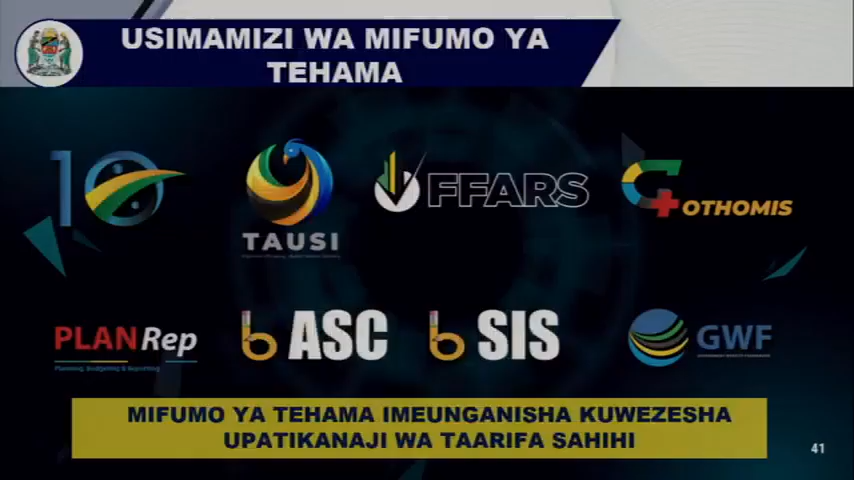 USIMAMIZI WA MIFUMO YA
TEHAMA
10
TAUSI
FFARS
GOTHOMIS
PLANRep
Planning, Budgeting & Reporting
b ASC
b SIS
GWF
MIFUMO YA TEHAMA IMEUNGANISHA KUWEZESHA
UPATIKANAJI WA TAARIFA SAHIHI
41